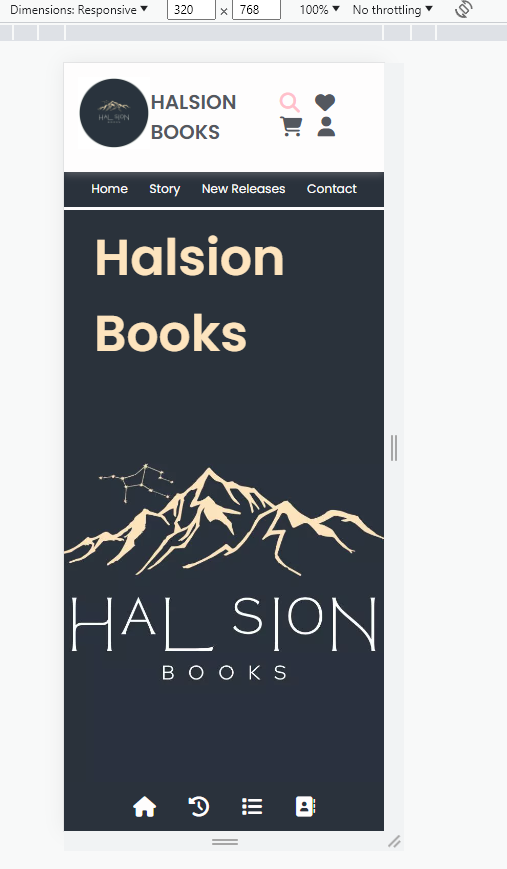 Dimensions: Responsive ▼ 320 × 768 100% ▼ No throttling ▼
HALSION
BOOKS
HALSION
Home Story New Releases Contact
Halsion
Books
HAL SION
BOOKS